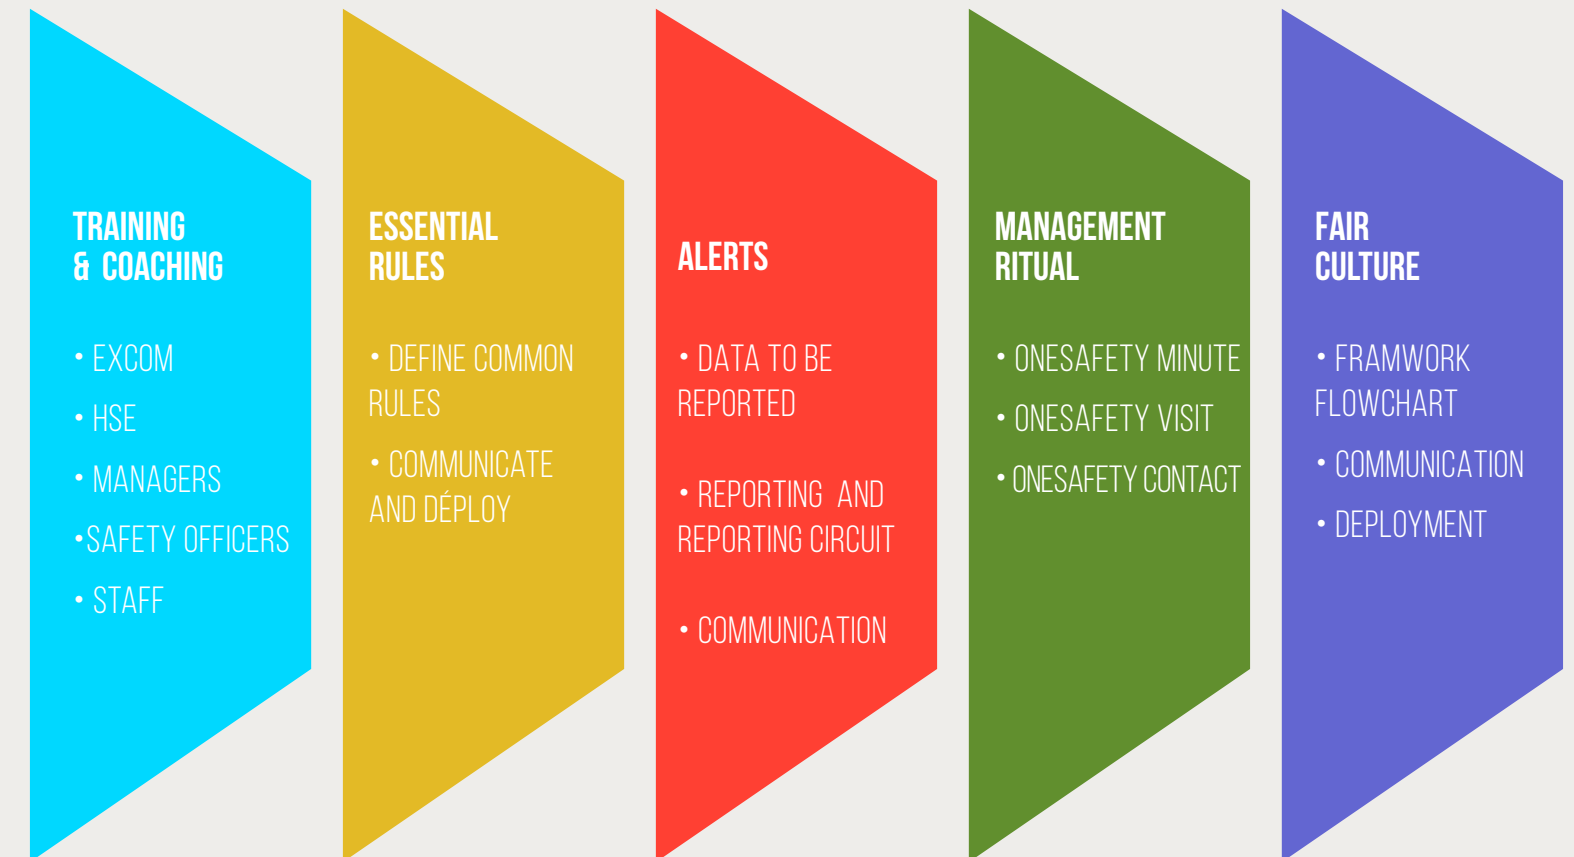 TRAINING
& COACHING
• EXCOM
• HSE
• MANAGERS
•SAFETY OFFICERS
• STAFF
ESSENTIAL
RULES
• DEFINE COMMON
RULES
• COMMUNICATE
AND DÉPLOY
ALERTS
• DATA TO BE
REPORTED
• REPORTING AND
REPORTING CIRCUIT
• COMMUNICATION
MANAGEMENT
RITUAL
• ONESAFETY MINUTE
• ONESAFETY VISIT
• ONESAFETY CONTACT
FAIR
CULTURE
• FRAMWORK
FLOWCHART
• COMMUNICATION
• DEPLOYMENT